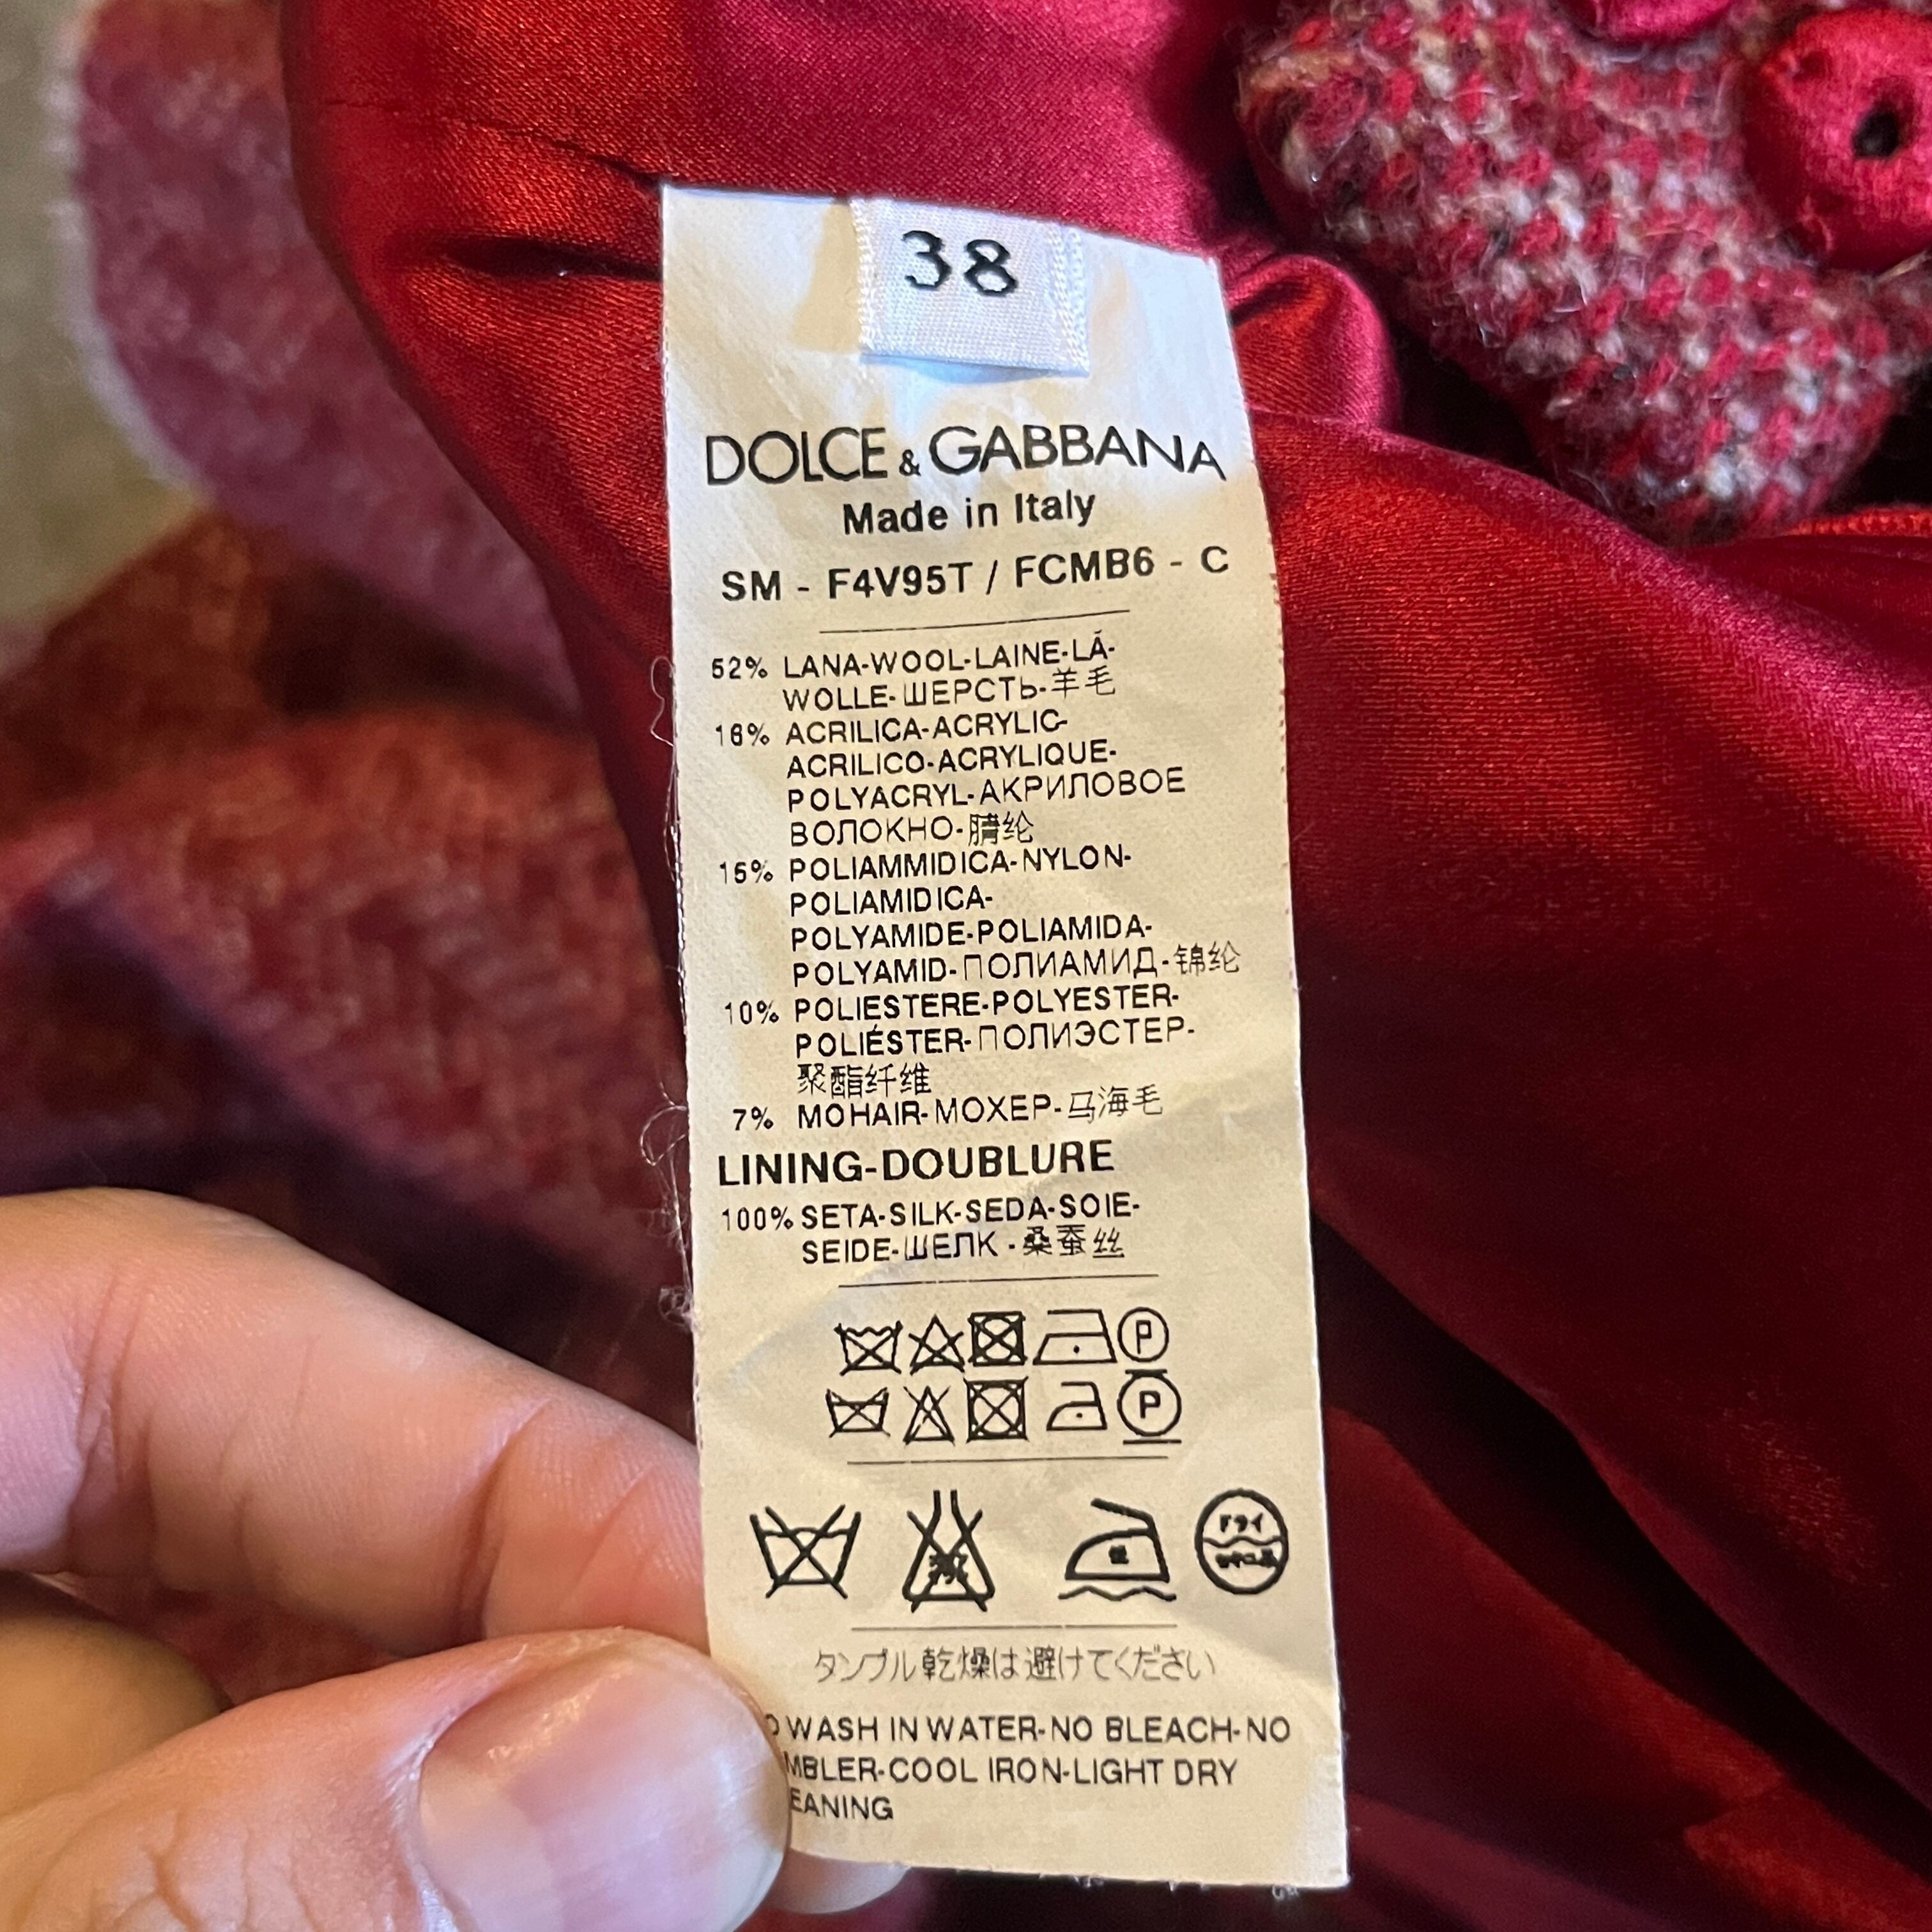 38
DOLCE & GABBANA
Made in Italy
SM - F4V95T / FCMB6 - C
52% LANA-WOOL-LAINE-LÃ-
WOLLE-ШЕРСТЬ-羊毛
16% ACRILICA-ACRYLIC-
ACRILICO-ACRYLIQUE-
POLYACRYL-АКРИЛОВОЕ
ВОЛОКНО-腈纶
15% POLIAMMIDICA-NYLON-
POLIAMIDICA-
POLYAMIDE-POLIAMIDA-
POLYAMID-ПОЛИАМИД-锦纶
10% POLIESTERE-POLYESTER-
POLIÉSTER-ПОЛИЭСТЕР-
聚酯纤维
7% MOHAIR-МОХЕР-马海毛
LINING-DOUBLURE
100% SETA-SILK-SEDA-SOIE-
SEIDE-ШЕЛК-桑蚕丝
P
P
ドライ
タンブル乾燥は避けてください
WASH IN WATER-NO BLEACH-NO
MBLER-COOL IRON-LIGHT DRY
EANING